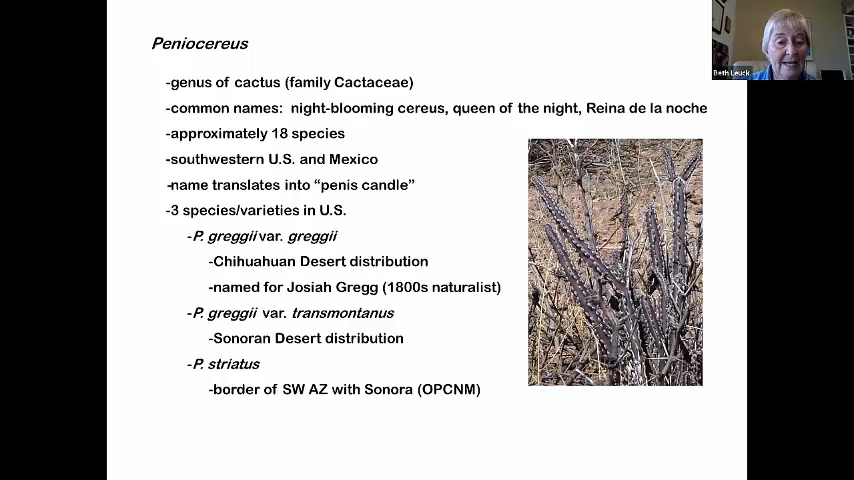 Peniocereus
-genus of cactus (family Cactaceae)
-common names: night-blooming cereus, queen of the night, Reina de la noche
-approximately 18 species
-southwestern U.S. and Mexico
-name translates into “penis candle”
-3 species/varieties in U.S.
-P. greggii var. greggii
-Chihuahuan Desert distribution
-named for Josiah Gregg (1800s naturalist)
-P. greggii var. transmontanus
-Sonoran Desert distribution
-P. striatus
-border of SW AZ with Sonora (OPCNM)
Beth Leuck